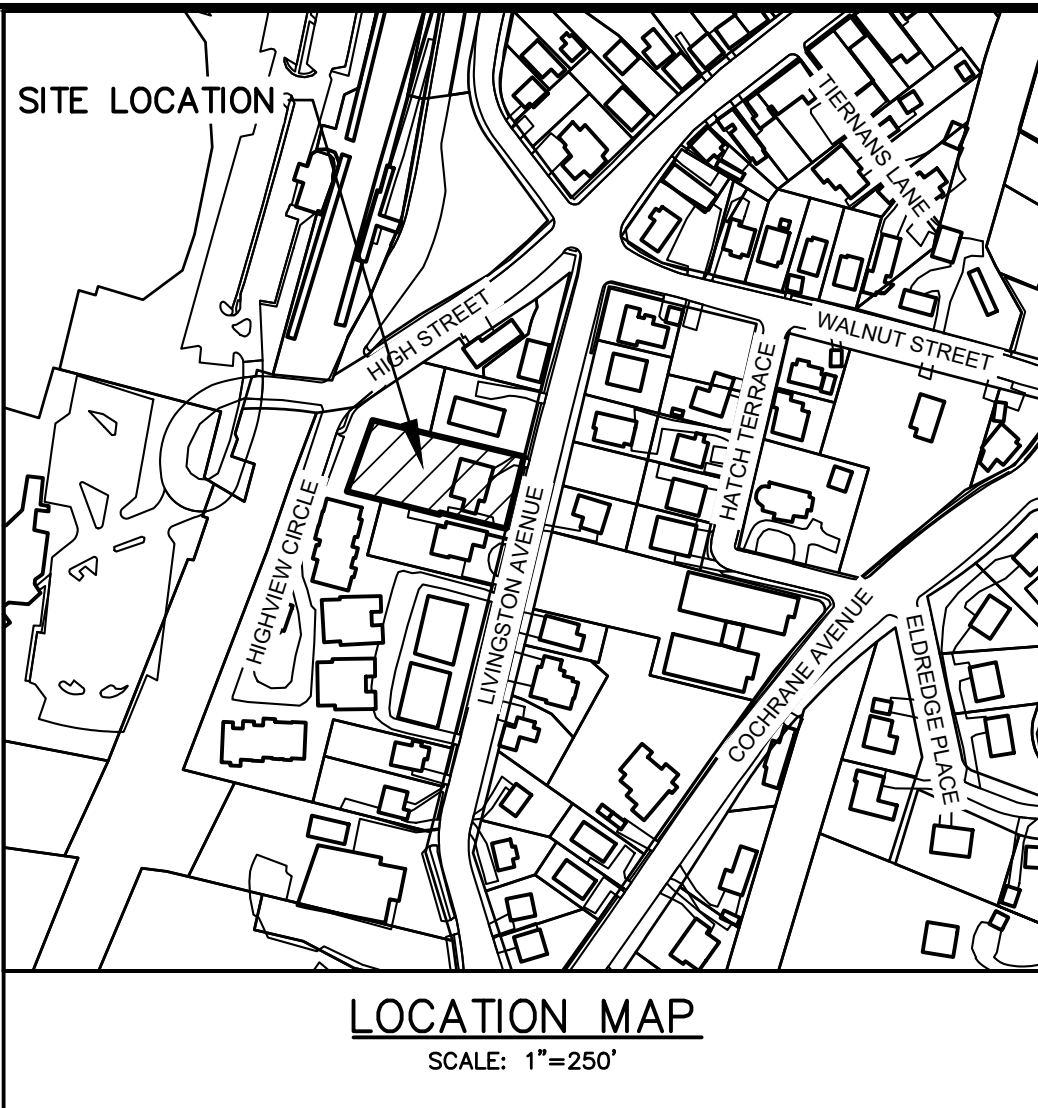 SITE LOCATION
TIERNANS LANE
HIGH STREET
WALNUT STREET
HATCH TERRACE
HIGHVIEW CIRCLE
LIVINGSTON AVENUE
COCHRANE AVENUE
ELDREDGE PLACE
LOCATION MAP
SCALE: 1"=250'